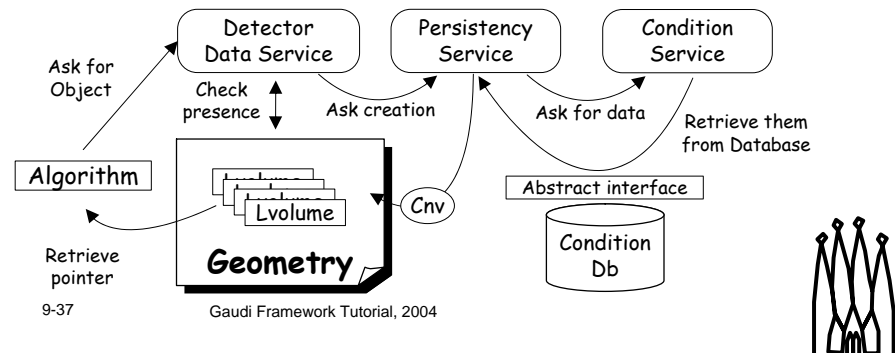 Detector
Data Service
Persistency
Service
Condition
Service
Ask for
Object
Check
presence
Ask creation
Ask for data
Retrieve them
from Database
Algorithm
Lvolume
Cnv
Abstract interface
Condition
Db
Geometry
Retrieve
pointer
9-37
Gaudi Framework Tutorial, 2004